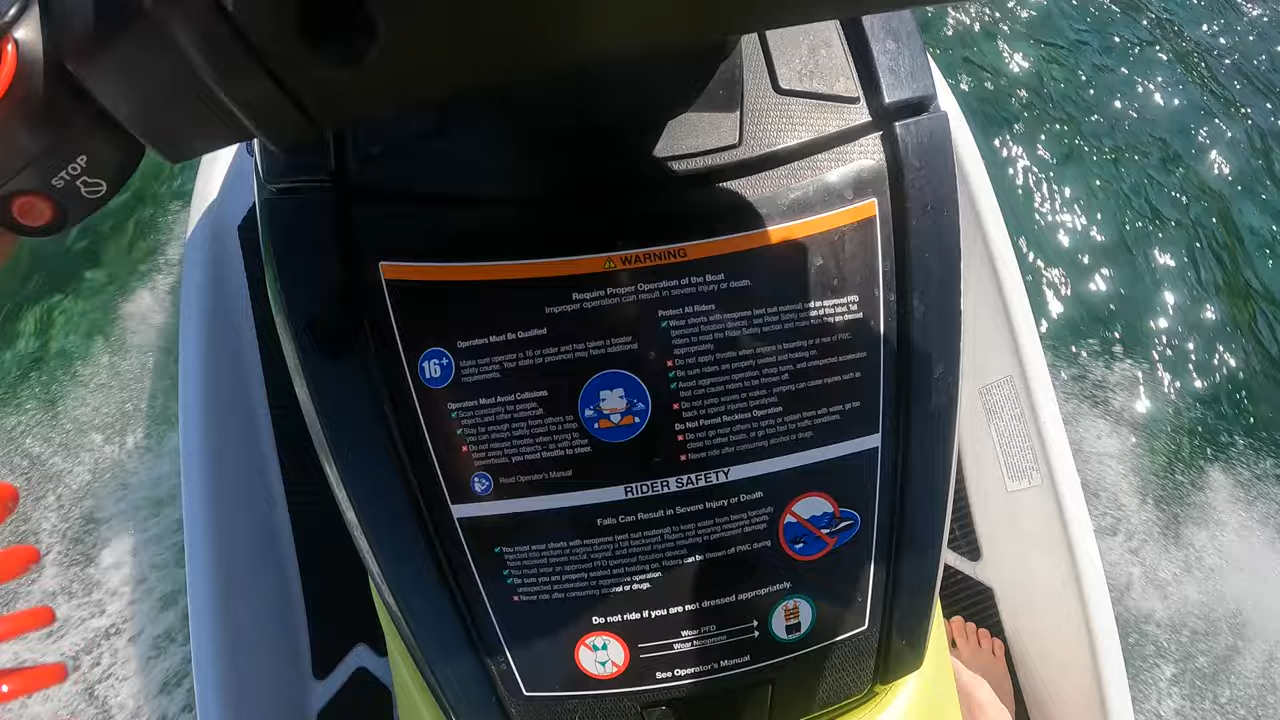 STOP
WARNING
Require Proper Operation of the Boat
Improper operation can result in severe injury or death.
Operators Must Be Qualified
16+
Make sure operator is 16 or older and has taken a boater
safety course. Your state (or province) may have additional
requirements.
Operators Must Avoid Collisions
Scan constantly for people,
objects, and other watercraft.
Stay far enough away from others so
you can always safely coast to a stop.
Do not release throttle when trying to
steer away from objects – as with other
powerboats, you need throttle to steer.
Read Operator's Manual
Protect All Riders
Wear shorts with neoprene (wet suit material) and an approved PFD
(personal flotation device) - see Rider Safety section of this label. Tell
riders to read the Rider Safety section and make sure they are dressed
appropriately.
Do not apply throttle when anyone is boarding or at rear of PWC.
Be sure riders are properly seated and holding on.
Avoid aggressive operation, sharp turns, and unexpected acceleration
that can cause riders to be thrown off.
Do not jump waves or wakes - jumping can cause injuries such as
back or spinal injuries (paralysis).
Do Not Permit Reckless Operation
Do not go near others to spray or splash them with water, go too
close to other boats, or go too fast for traffic conditions.
Never ride after consuming alcohol or drugs.
RIDER SAFETY
Falls Can Result in Severe Injury or Death
You must wear shorts with neoprene (wet suit material) to keep water from being forcefully
injected into rectum or vagina during a fall backward. Riders not wearing neoprene shorts
have received severe rectal, vaginal, and internal injuries resulting in permanent damage.
You must wear an approved PFD (personal flotation device).
Be sure you are properly seated and holding on. Riders can be thrown off PWC during
unexpected acceleration or aggressive operation.
Never ride after consuming alcohol or drugs.
Do not ride if you are not dressed appropriately.
Wear PFD
Wear Neoprene
See Operator's Manual